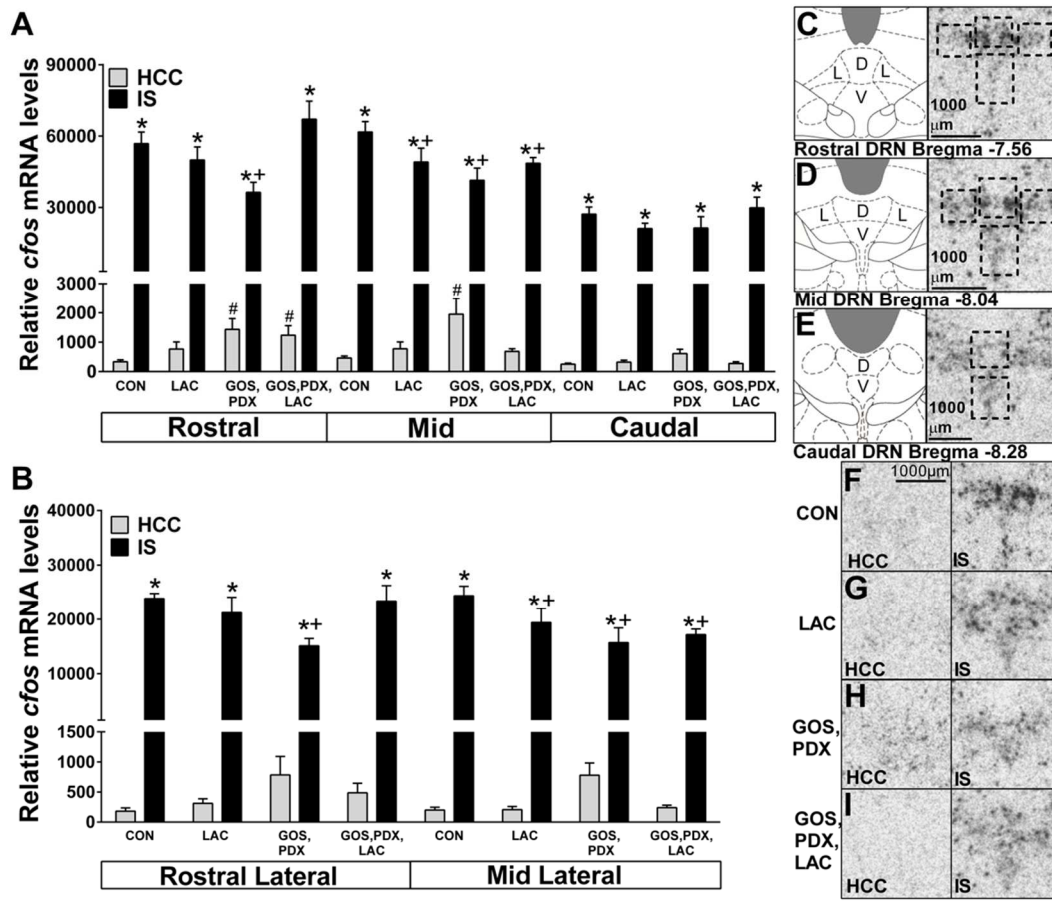 A
Relative cfos mRNA levels
90000
60000
30000
3000
2000
1000
0
HCC
IS
* * *+ * * *+ *+ *+ * * * *
# # #
CON LAC GOS, PDX GOS,PDX, LAC CON LAC GOS, PDX GOS,PDX, LAC CON LAC GOS, PDX GOS,PDX, LAC
Rostral Mid Caudal
B
Relative cfos mRNA levels
40000
30000
20000
10000
1500
1000
500
0
HCC
IS
* * *+ * * *+ *+ *+
CON LAC GOS, PDX GOS,PDX, LAC CON LAC GOS, PDX GOS,PDX, LAC
Rostral Lateral Mid Lateral
C
L D L
V
1000
μm
Rostral DRN Bregma -7.56
D
L D L
V
1000
μm
Mid DRN Bregma -8.04
E
D
V
1000
μm
Caudal DRN Bregma -8.28
F
1000μm
CON
HCC IS
G
LAC
HCC IS
H
GOS,
PDX
HCC IS
I
GOS,
PDX,
LAC
HCC IS